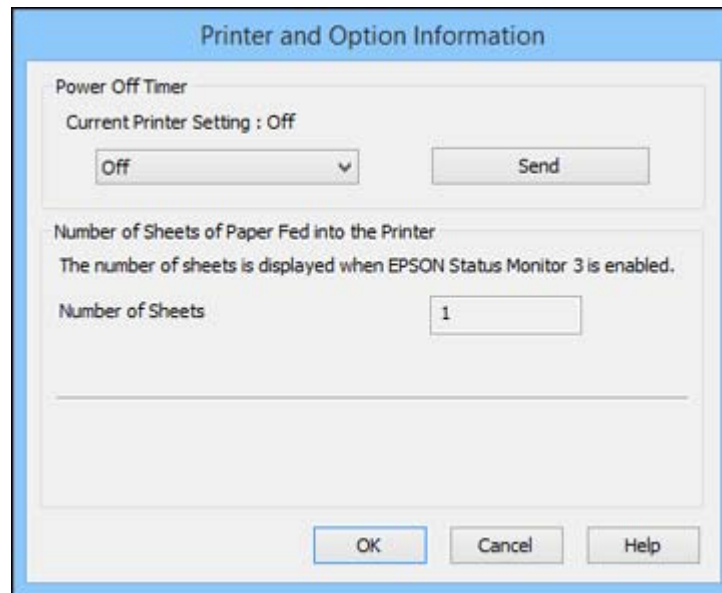 Printer and Option Information
Power Off Timer
Current Printer Setting : Off
Off
Send
Number of Sheets of Paper Fed into the Printer
The number of sheets is displayed when EPSON Status Monitor 3 is enabled.
Number of Sheets
1
OK
Cancel
Help